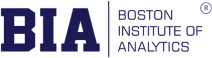 BIA
BOSTON
INSTITUTE OF
ANALYTICS
®